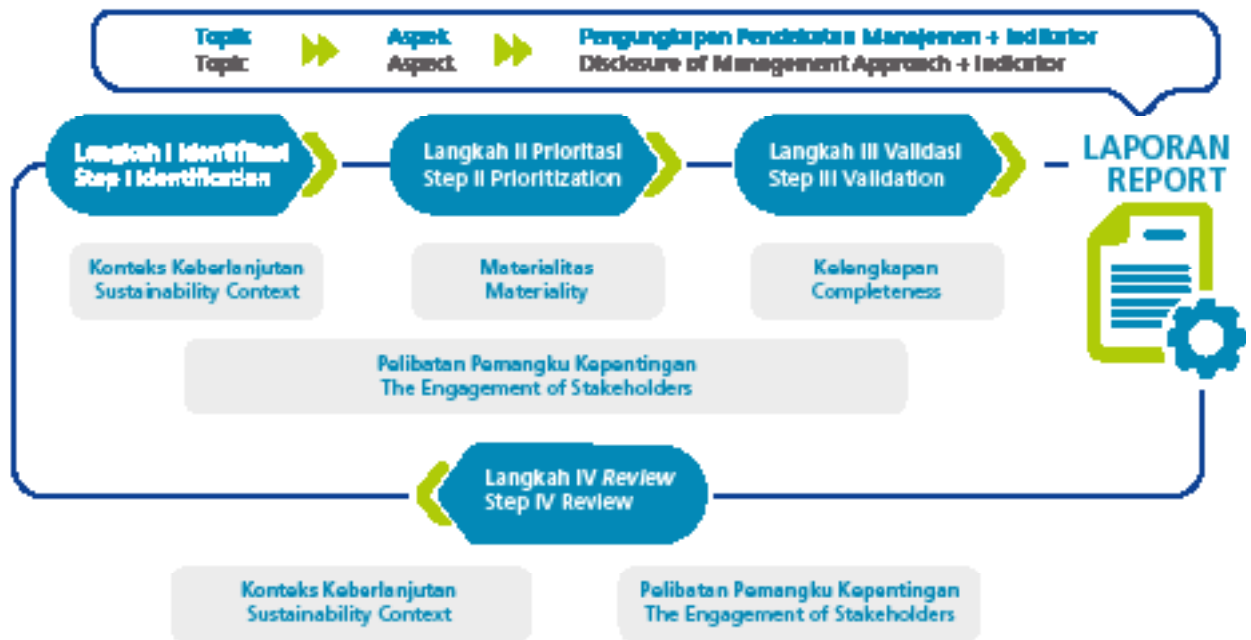 Topik
Topic
Aspek
Aspect
Pengungkapan Pendekatan Manajemen + Indikator
Disclosure of Management Approach + Indicator
Langkah I Identifikasi
Step I Identification
Langkah II Prioritasi
Step II Prioritization
Langkah III Validasi
Step III Validation
LAPORAN
REPORT
Konteks Keberlanjutan
Sustainability Context
Materialitas
Materiality
Kelengkapan
Completeness
Pelibatan Pemangku Kepentingan
The Engagement of Stakeholders
Langkah IV Review
Step IV Review
Konteks Keberlanjutan
Sustainability Context
Pelibatan Pemangku Kepentingan
The Engagement of Stakeholders